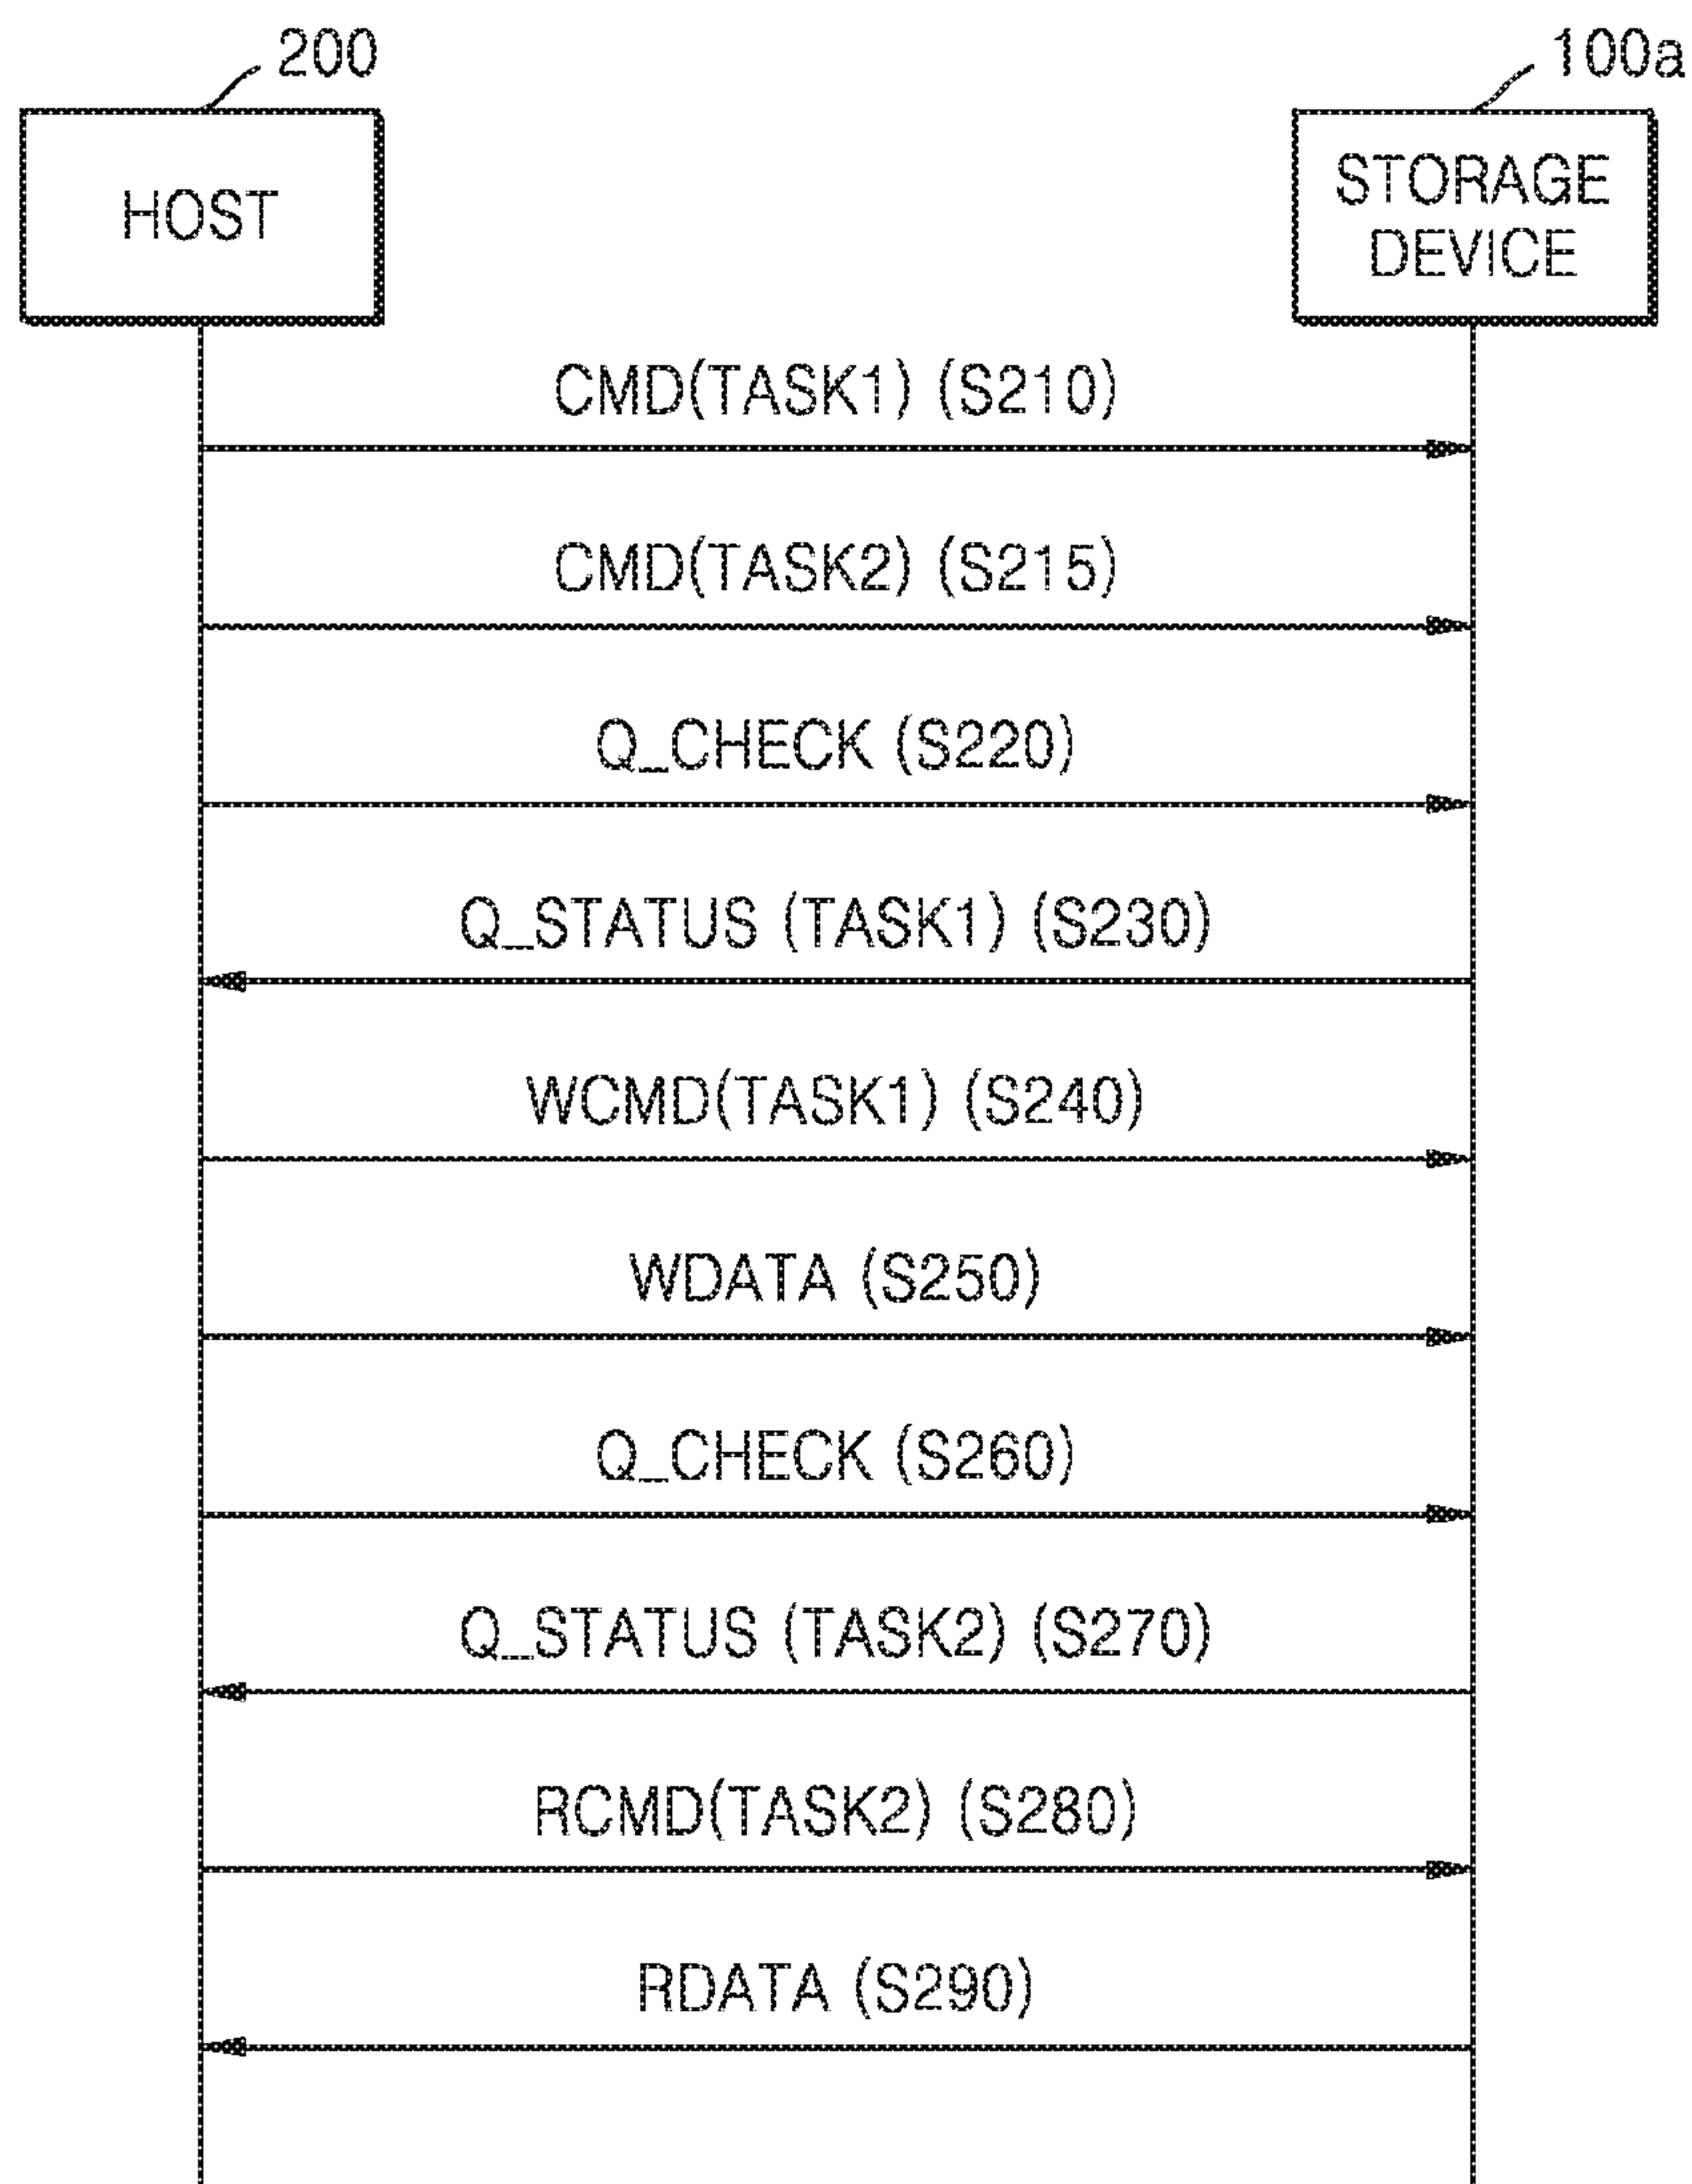 200
100a
HOST
STORAGE
DEVICE
CMD(TASK1) (S210)
CMD(TASK2) (S215)
Q_CHECK (S220)
Q_STATUS (TASK1) (S230)
WCMD(TASK1) (S240)
WDATA (S250)
Q_CHECK (S260)
Q_STATUS (TASK2) (S270)
RCMD(TASK2) (S280)
RDATA (S290)